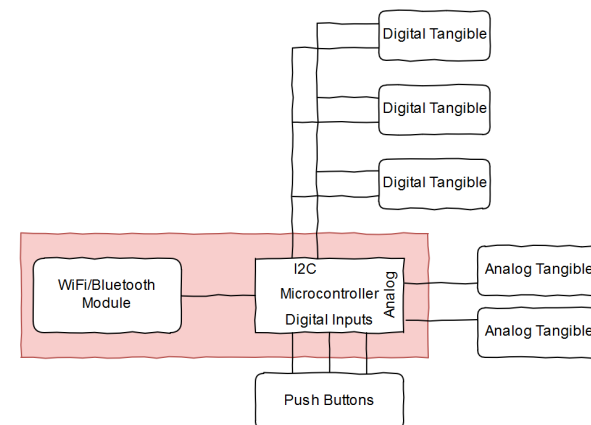 Digital Tangible
Digital Tangible
Digital Tangible
WiFi/Bluetooth
Module
I2C
Microcontroller
Digital Inputs
Analog
Analog Tangible
Analog Tangible
Push Buttons